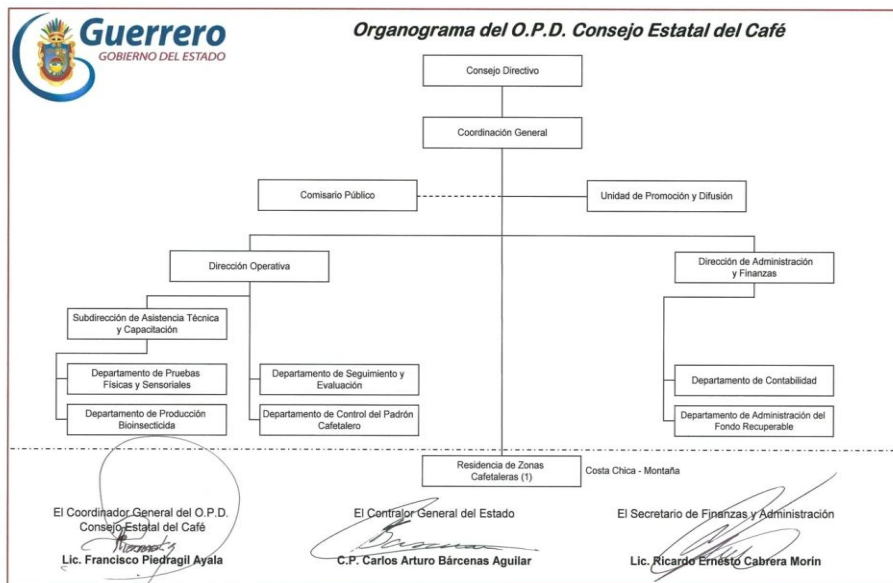 Guerrero
GOBIERNO DEL ESTADO
Organograma del O.P.D. Consejo Estatal del Café
Consejo Directivo
Coordinación General
Comisario Público
Unidad de Promoción y Difusión
Dirección Operativa
Dirección de Administración
y Finanzas
Subdirección de Asistencia Técnica
y Capacitación
Departamento de Pruebas
Físicas y Sensoriales
Departamento de Seguimiento y
Evaluación
Departamento de Contabilidad
Departamento de Producción
Bioinsecticida
Departamento de Control del Padrón
Cafetalero
Departamento de Administración del
Fondo Recuperable
Residencia de Zonas
Cafetaleras (1)
Costa Chica - Montaña
El Coordinador General del O.P.D.
Consejo Estatal del Café
Lic. Francisco Piedragil Ayala
El Contralor General del Estado
C.P. Carlos Arturo Bárcenas Aguilar
El Secretario de Finanzas y Administración
Lic. Ricardo Ernesto Cabrera Morin